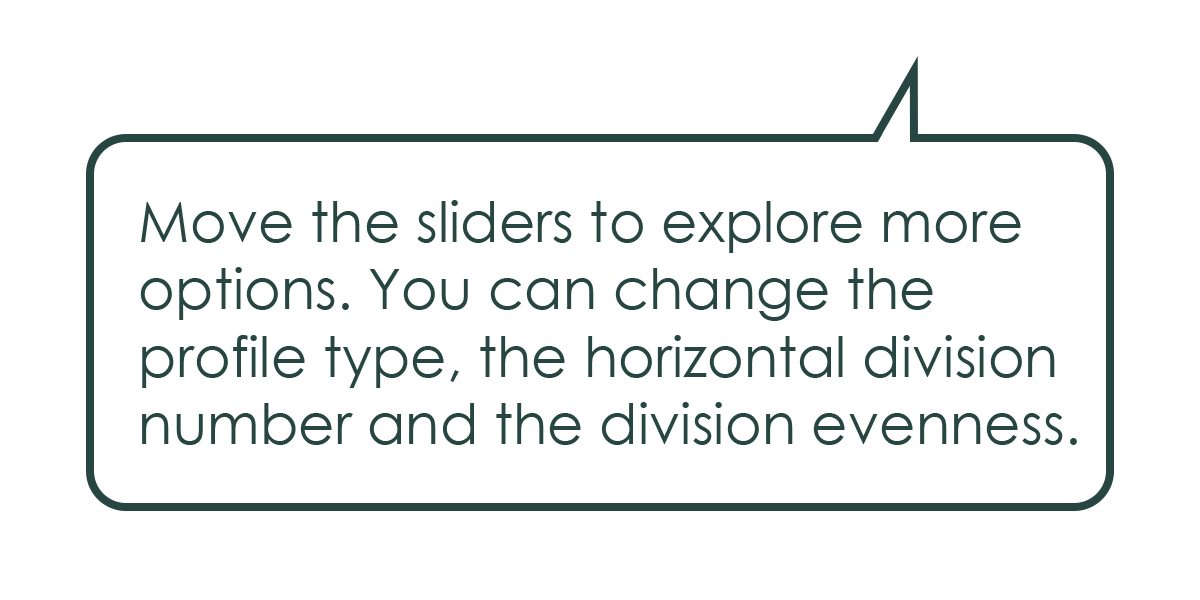 Move the sliders to explore more
options. You can change the
profile type, the horizontal division
number and the division evenness.